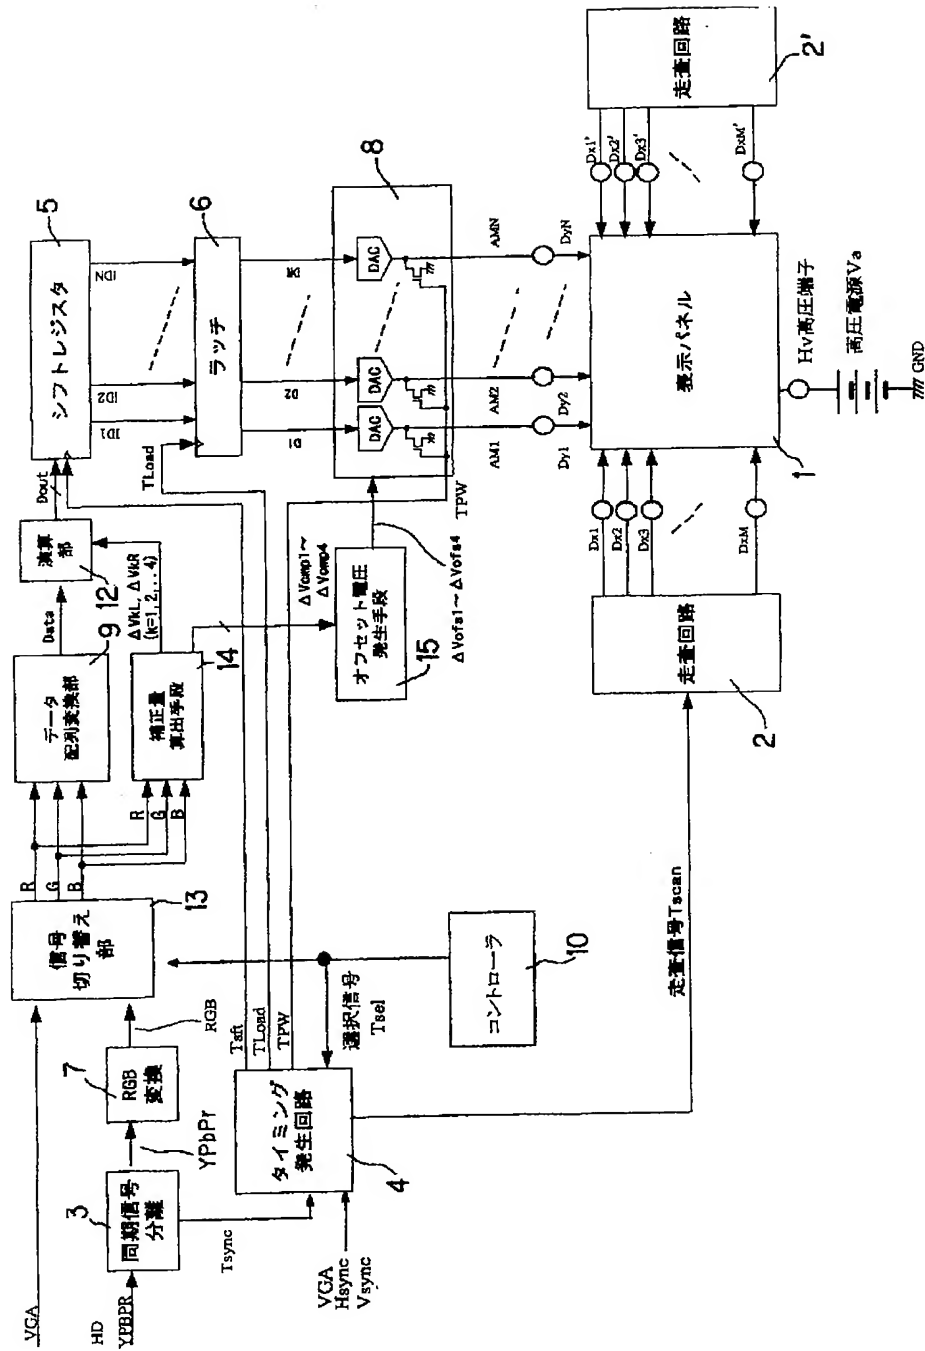 VGA
HD
YPBPR
3
同期信号
分離
YPbPr
7
RGB
変換
RGB
Tsync
VGA
Hsync
Vsync
タイミング
発生回路
4
Tsft
TLoad
TPW
選択信号
Tsel
コントローラ
10
信号
切り替え
部
13
R
G
B
R
G
B
データ
配列変換部
9
Data
補正量
算出手段
14
演算
部
12
ΔVkL, ΔVkR
(k=1,2,..4)
Dout
TLoad
シフトレジスタ
5
ID1
ID2
IDN
ラッチ
6
D1
D2
DN
ΔVcmp1~
ΔVcmp4
オフセット電圧
発生手段
15
ΔVofs1~ΔVofs4
TPW
DAC
DAC
DAC
8
AM1
AM2
AMN
Dy1
Dy2
DyN
走査信号Tscan
走査回路
2
Dx1
Dx2
Dx3
DxM
表示パネル
1
Dx1'
Dx2'
Dx3'
DxM'
走査回路
2'
Hv高圧端子
高圧電源Va
GND